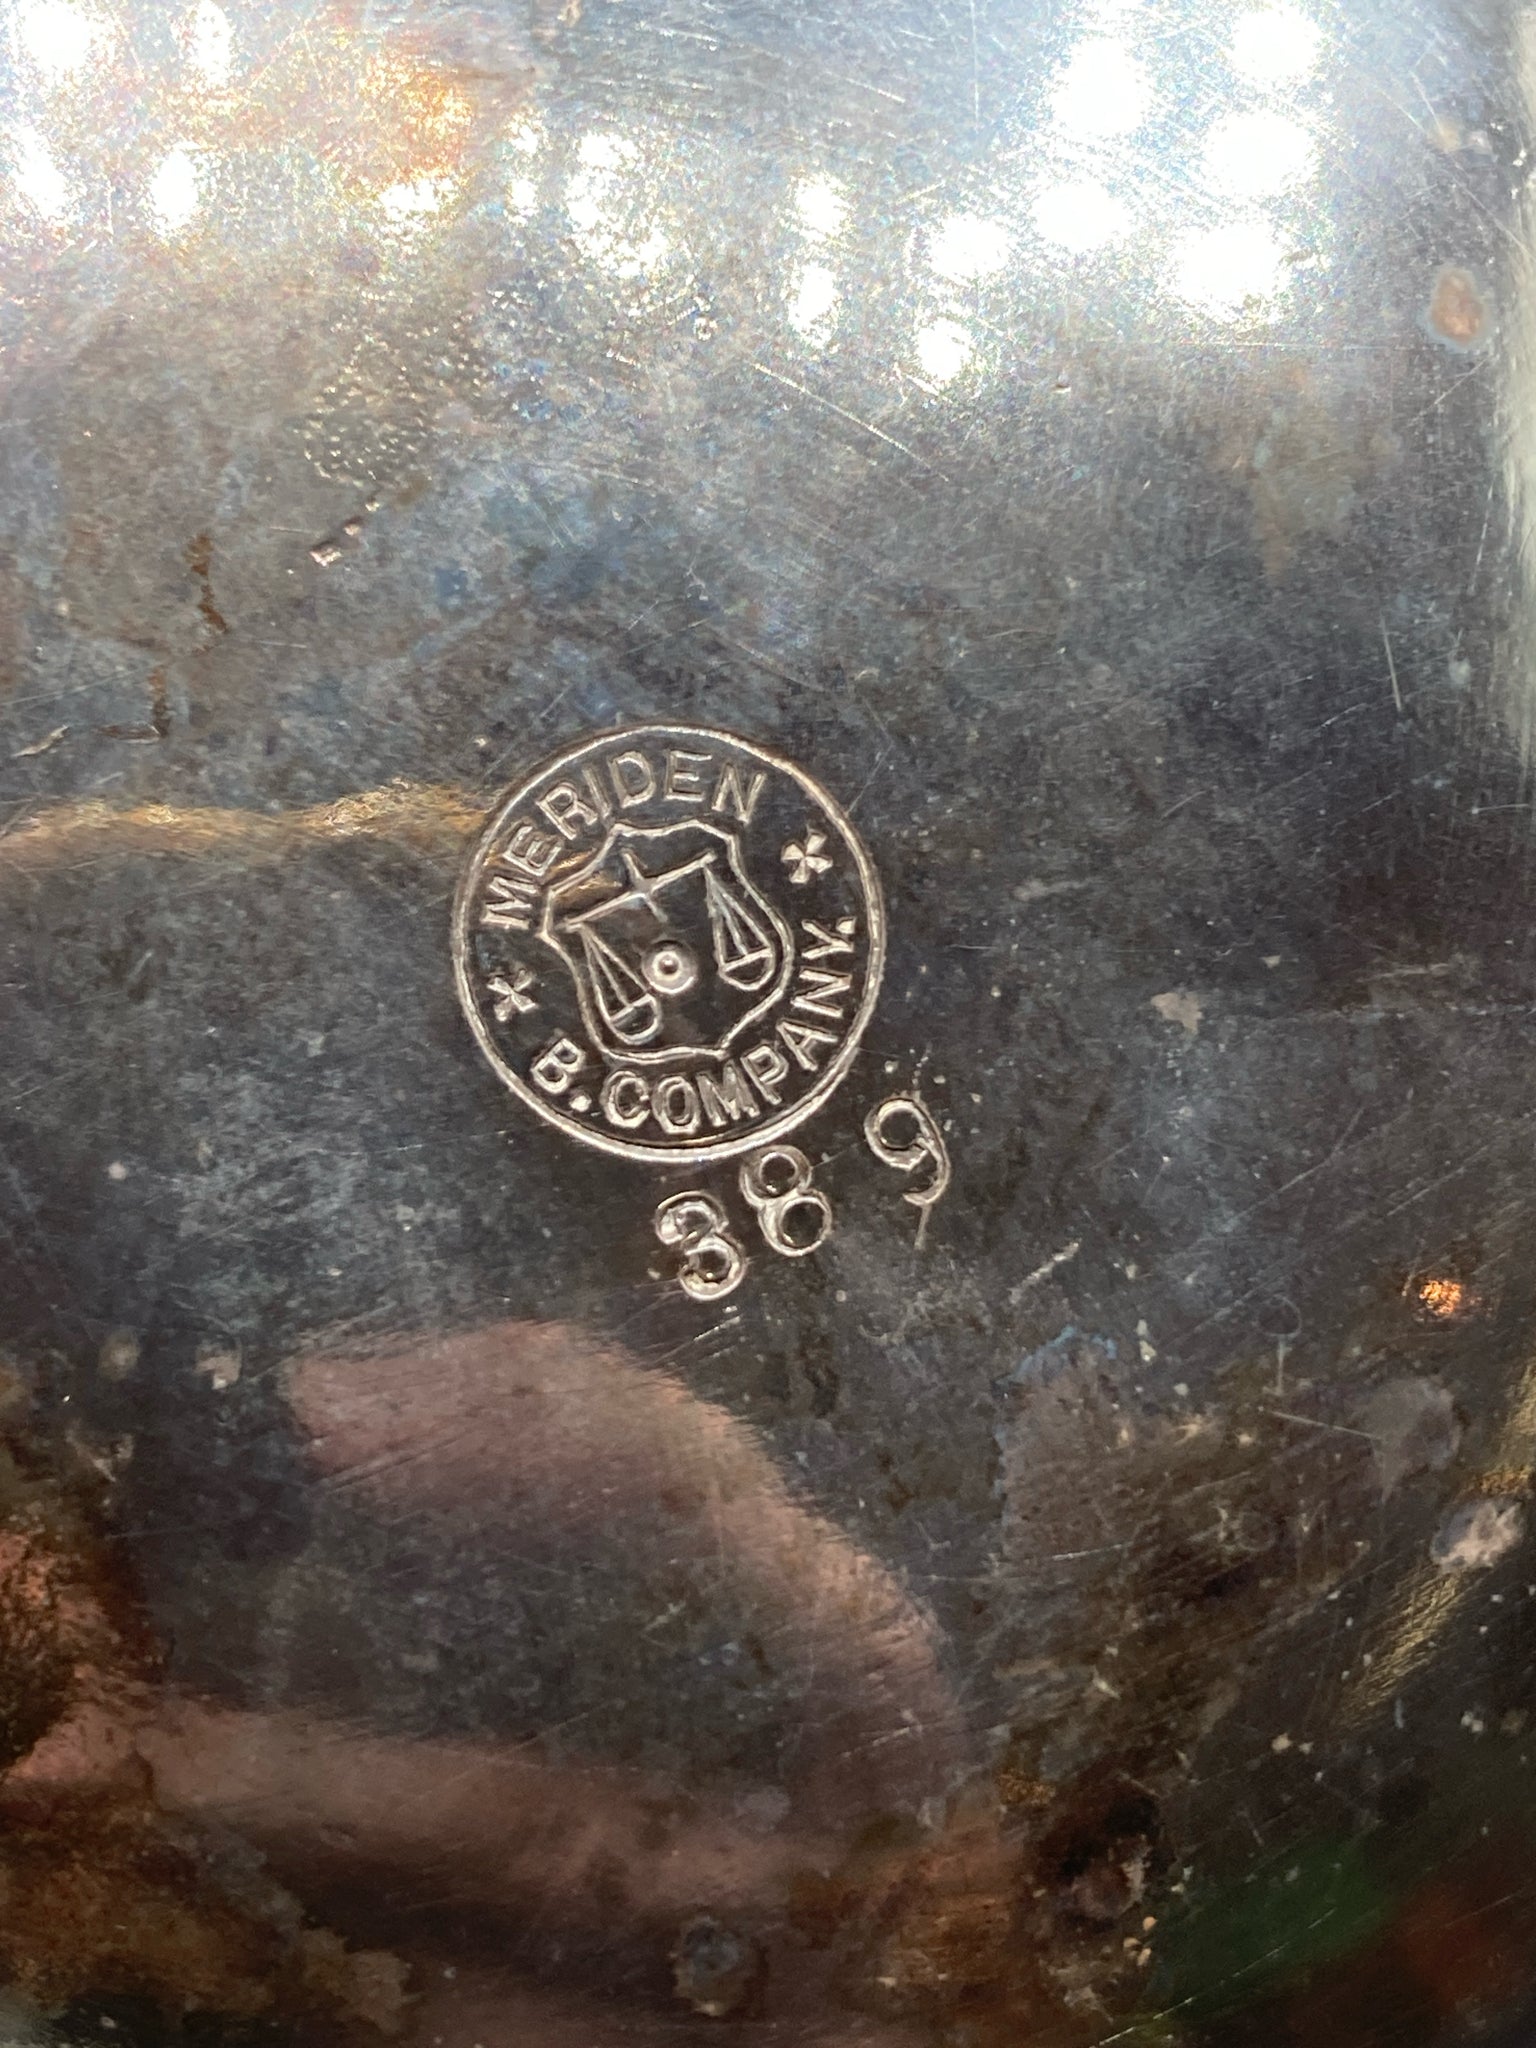 MERIDEN
B. COMPANY.
389